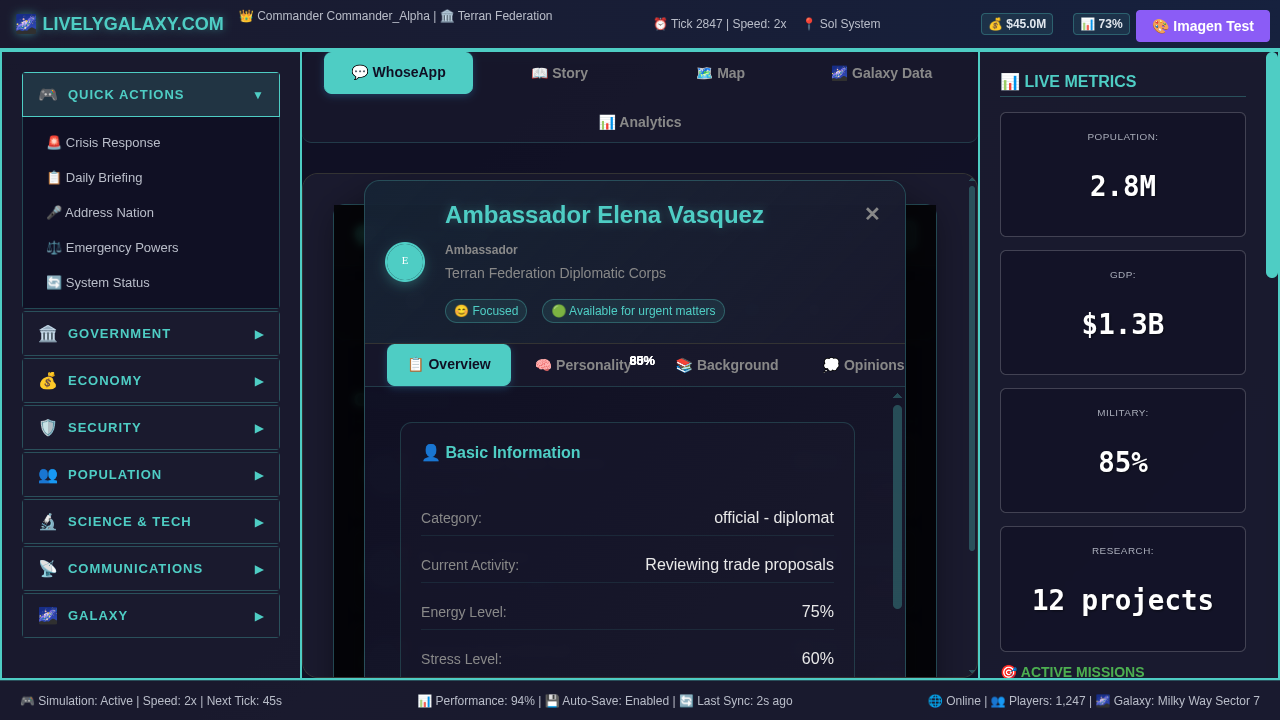 🌌 LIVELYGALAXY.COM
👑 Commander Commander_Alpha | 🏛️ Terran Federation
⏰ Tick 2847 | Speed: 2x 📍 Sol System
💰 $45.0M
📊 73%
🎨 Imagen Test
🎮 QUICK ACTIONS ▼
🚨 Crisis Response
📋 Daily Briefing
🎤 Address Nation
⚖️ Emergency Powers
🔄 System Status
🏛️ GOVERNMENT ▶
💰 ECONOMY ▶
🛡️ SECURITY ▶
👥 POPULATION ▶
🔬 SCIENCE & TECH ▶
📡 COMMUNICATIONS ▶
🌌 GALAXY ▶
💬 WhoseApp
📖 Story
🗺️ Map
🌌 Galaxy Data
📊 Analytics
Ambassador Elena Vasquez
✕
E
Ambassador
Terran Federation Diplomatic Corps
😊 Focused
🟢 Available for urgent matters
📋 Overview
🧠 Personality
📚 Background
💭 Opinions
👤 Basic Information
Category: official - diplomat
Current Activity: Reviewing trade proposals
Energy Level: 75%
Stress Level: 60%
📊 LIVE METRICS
POPULATION:
2.8M
GDP:
$1.3B
MILITARY:
85%
RESEARCH:
12 projects
🎯 ACTIVE MISSIONS
🎮 Simulation: Active | Speed: 2x | Next Tick: 45s
📊 Performance: 94% | 💾 Auto-Save: Enabled | 🔄 Last Sync: 2s ago
🌐 Online | 👥 Players: 1,247 | 🌌 Galaxy: Milky Way Sector 7